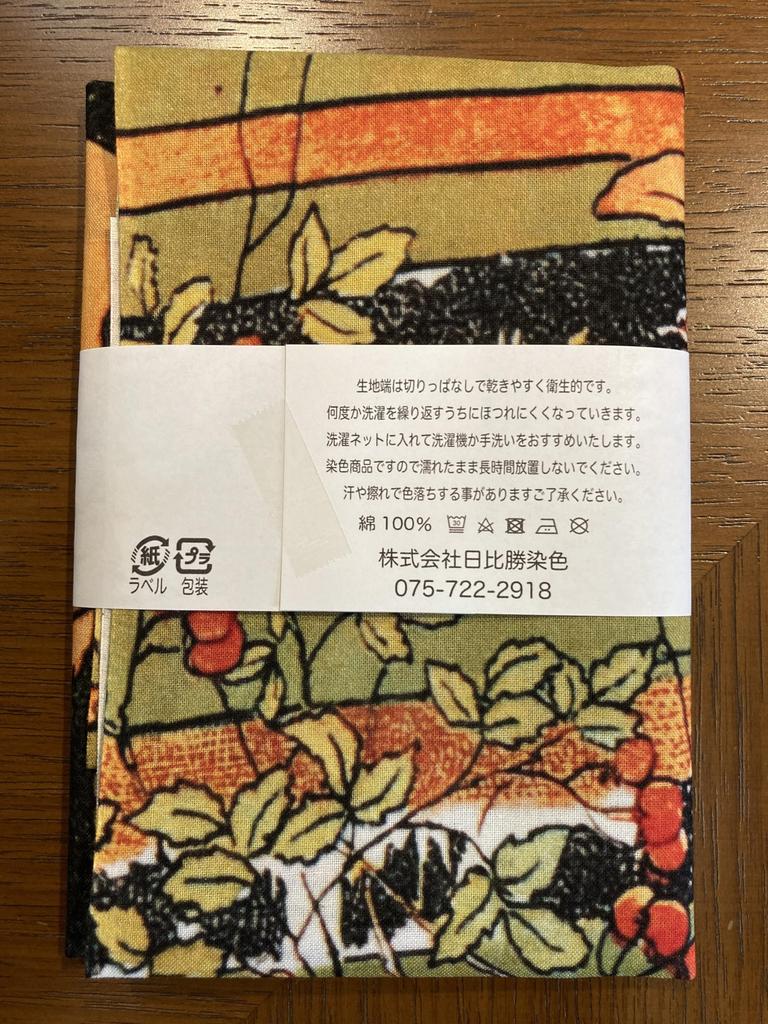 生地端は切りっぱなしで乾きやすく衛生的です。
何度か洗濯を繰り返すうちにほつれにくくなっていきます。
洗濯ネットに入れて洗濯機か手洗いをおすすめいたします。
染色商品ですので濡れたまま長時間放置しないでください。
汗や擦れで色落ちする事がありますご了承ください。
綿 100% 30
株式会社日比勝染色
075-722-2918
紙 プラ
ラベル 包装